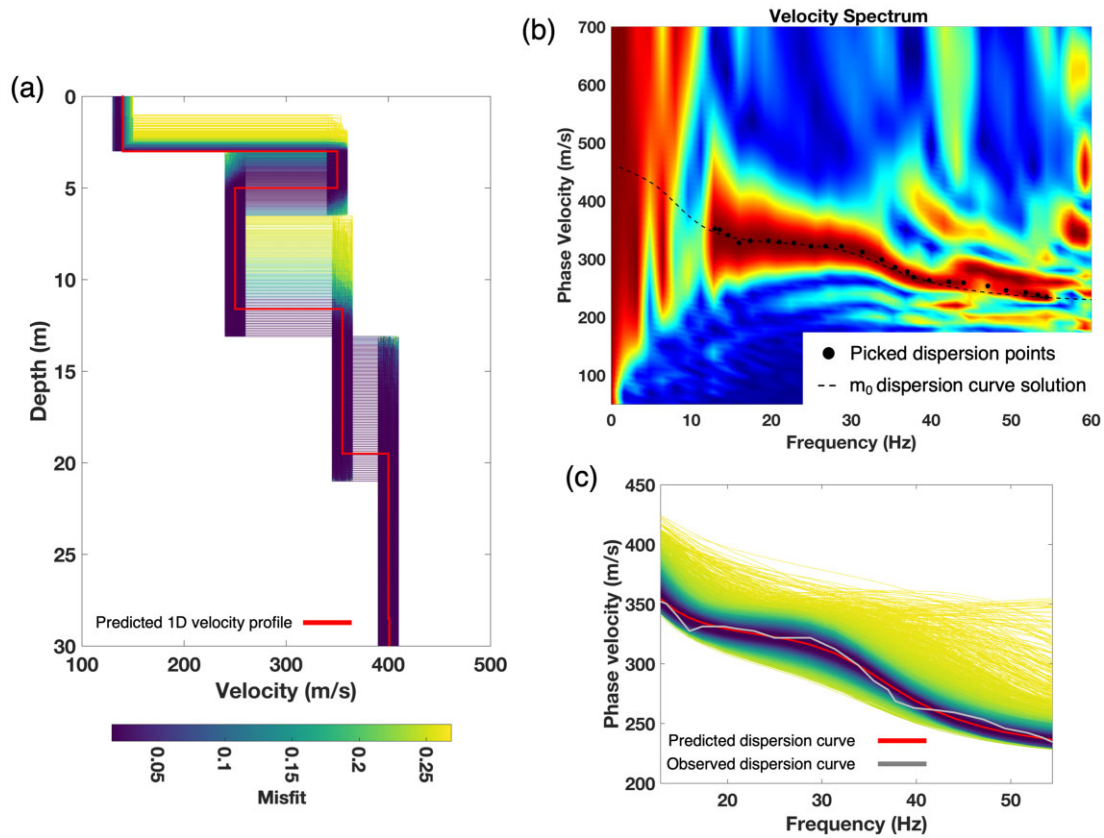 (a)
0
5
10
15
20
25
30
Depth (m)
Predicted 1D velocity profile
100 200 300 400 500
Velocity (m/s)
0.05 0.1 0.15 0.2 0.25
Misfit
(b)
Velocity Spectrum
700
600
500
400
300
200
100
Phase Velocity (m/s)
Picked dispersion points
m0 dispersion curve solution
0 10 20 30 40 50 60
Frequency (Hz)
(c)
450
400
350
300
250
200
Phase velocity (m/s)
Predicted dispersion curve
Observed dispersion curve
20 30 40 50
Frequency (Hz)